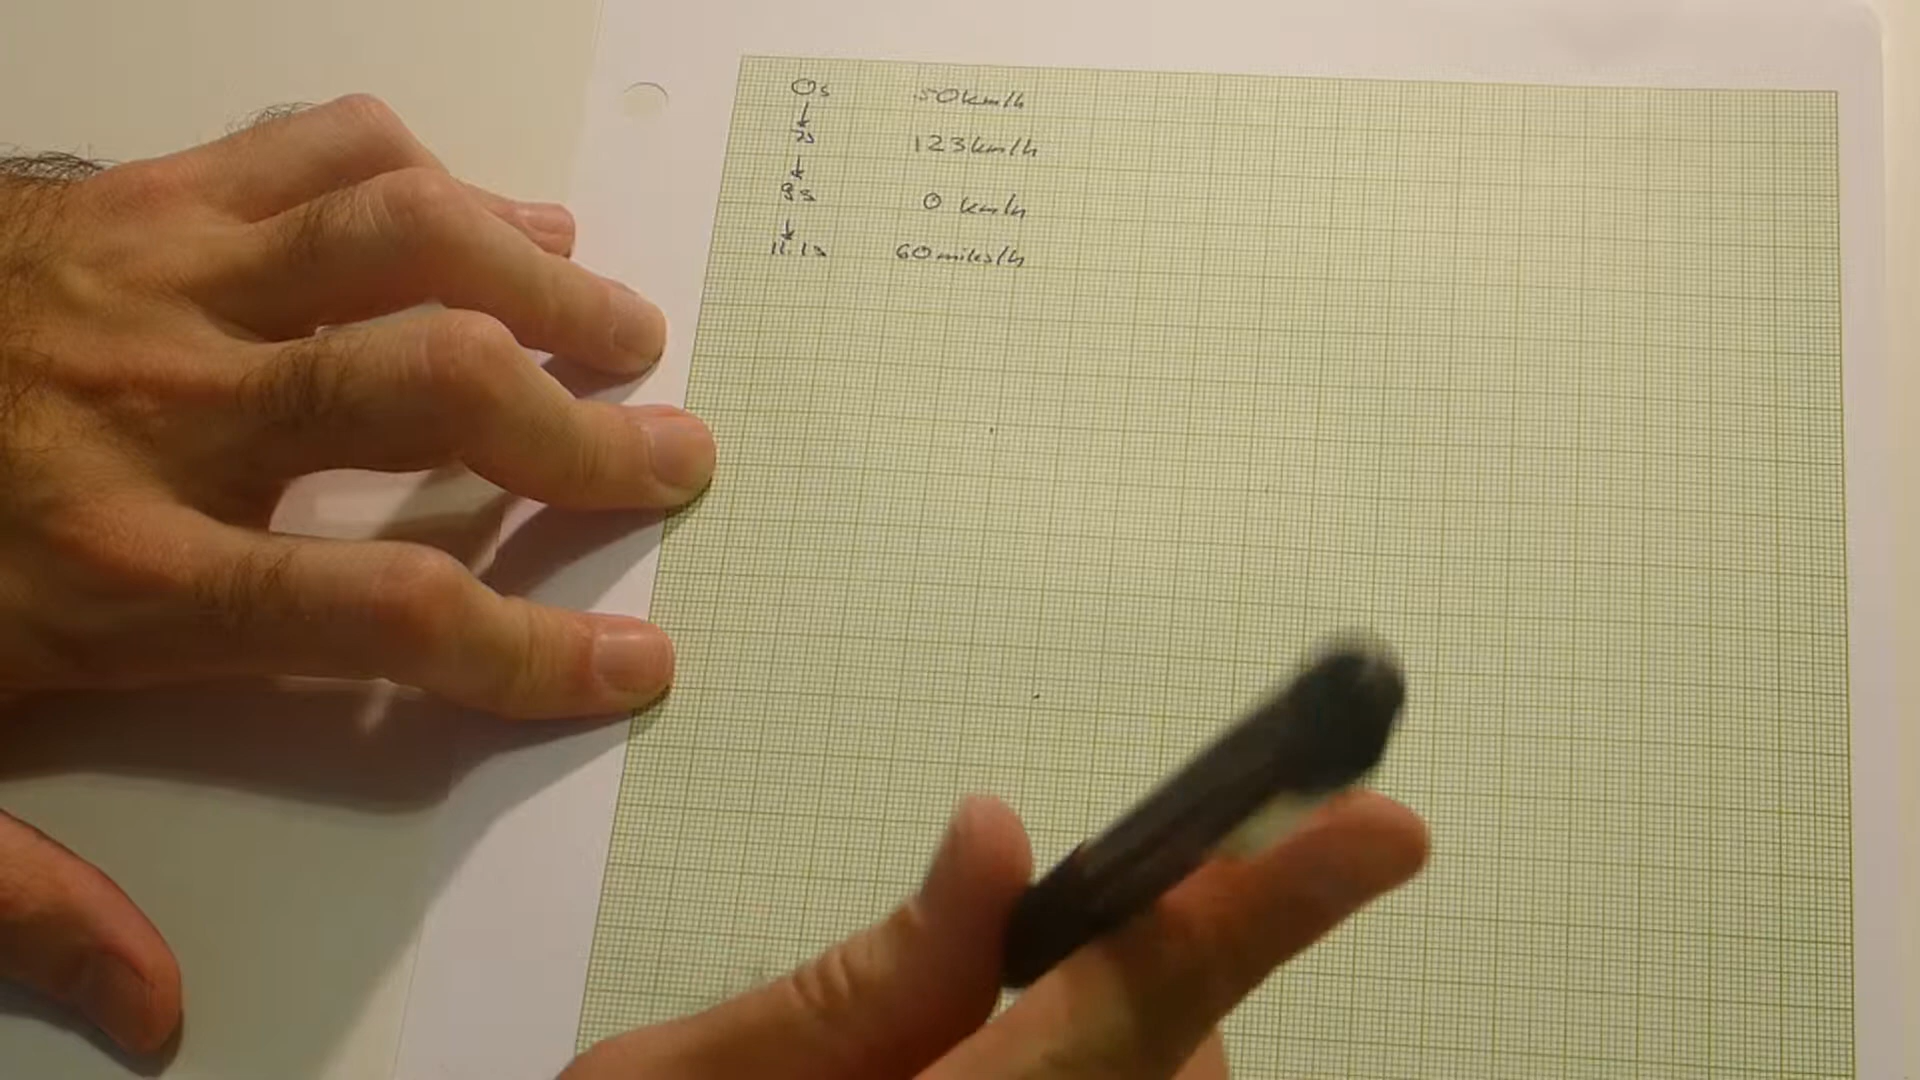 0s 50km/h
↓
7s 123km/h
↓
9s 0 km/h
↓
11.1s 60miles/h